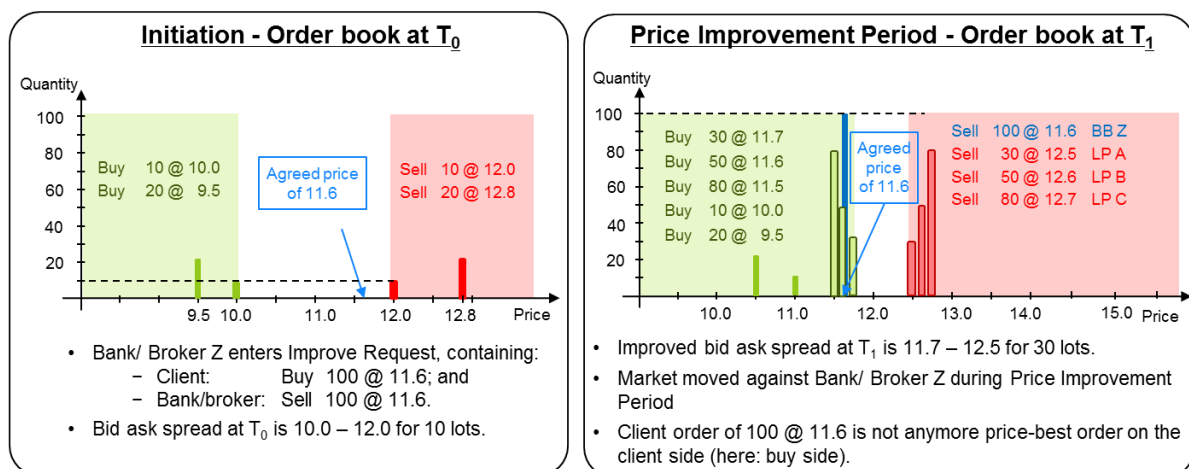 Initiation - Order book at T0
Quantity
100
80
60
40
20
Buy 10 @ 10.0
Buy 20 @ 9.5
Agreed price
of 11.6
Sell 10 @ 12.0
Sell 20 @ 12.8
9.5 10.0 11.0 12.0 12.8 Price
• Bank/ Broker Z enters Improve Request, containing:
− Client: Buy 100 @ 11.6; and
− Bank/broker: Sell 100 @ 11.6.
• Bid ask spread at T0 is 10.0 – 12.0 for 10 lots.
Price Improvement Period - Order book at T1
Quantity
100
80
60
40
20
Buy 30 @ 11.7
Buy 50 @ 11.6
Buy 80 @ 11.5
Buy 10 @ 10.0
Buy 20 @ 9.5
Agreed
price
of 11.6
Sell 100 @ 11.6 BB Z
Sell 30 @ 12.5 LP A
Sell 50 @ 12.6 LP B
Sell 80 @ 12.7 LP C
10.0 11.0 12.0 13.0 14.0 15.0 Price
• Improved bid ask spread at T1 is 11.7 – 12.5 for 30 lots.
• Market moved against Bank/ Broker Z during Price Improvement
Period
• Client order of 100 @ 11.6 is not anymore price-best order on the
client side (here: buy side).